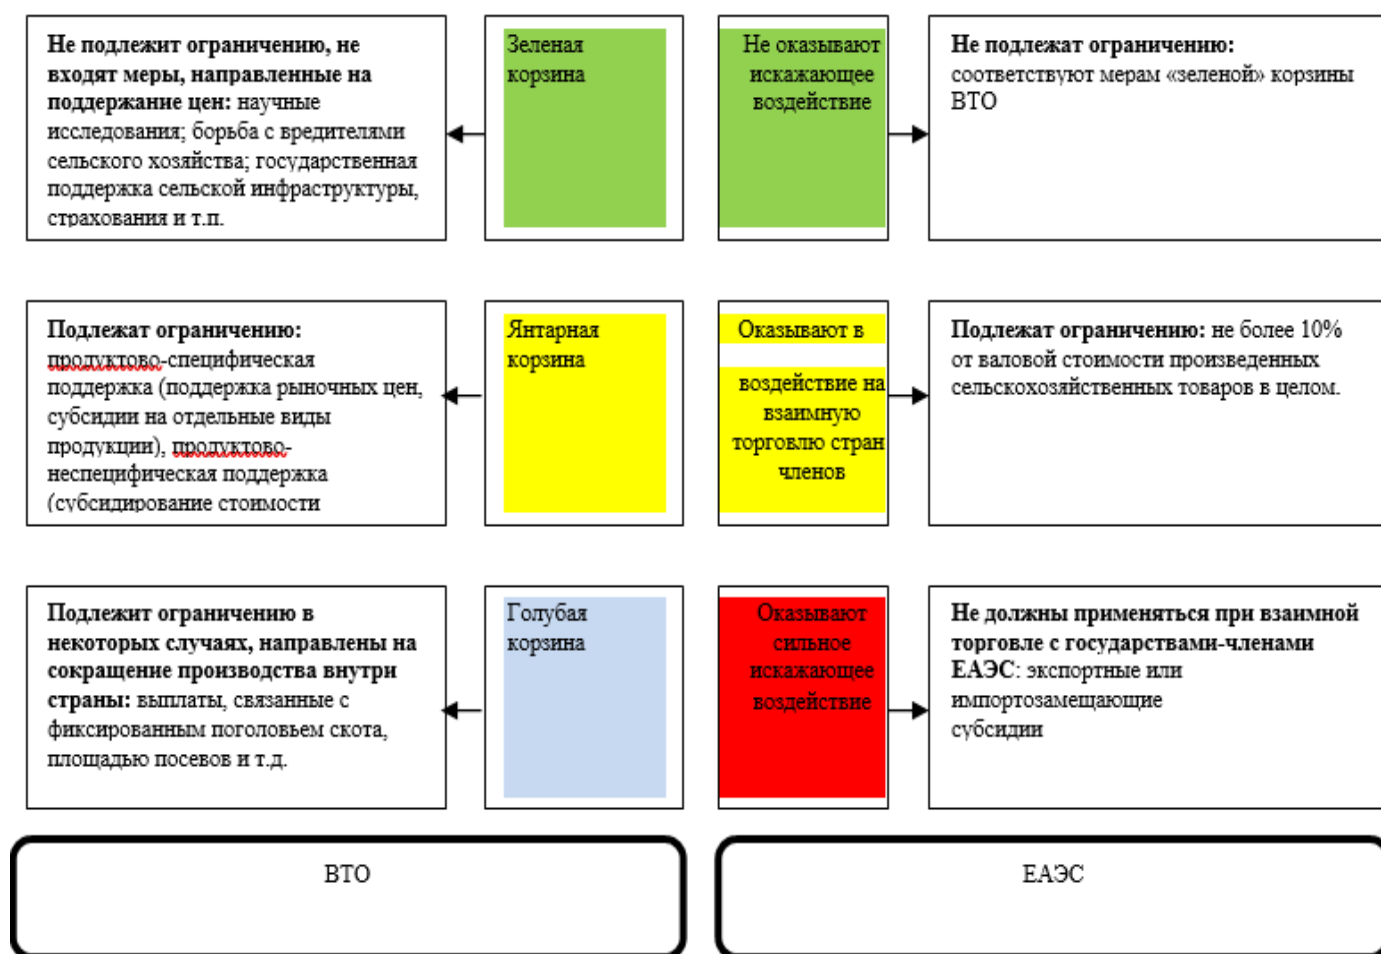 Не подлежит ограничению, не
входят меры, направленные на
поддержание цен: научные
исследования; борьба с вредителями
сельского хозяйства; государственная
поддержка сельской инфраструктуры,
страхования и т.п.
Зеленая
корзина
Не оказывают
искажающее
воздействие
Не подлежат ограничению:
соответствуют мерам «зеленой» корзины
ВТО
Подлежат ограничению:
продуктово-специфическая
поддержка (поддержка рыночных цен,
субсидии на отдельные виды
продукции), продуктово-
неспецифическая поддержка
(субсидирование стоимости
Янтарная
корзина
Оказывают в
воздействие на
взаимную
торговлю стран
членов
Подлежат ограничению: не более 10%
от валовой стоимости произведенных
сельскохозяйственных товаров в целом.
Подлежит ограничению в
некоторых случаях, направлены на
сокращение производства внутри
страны: выплаты, связанные с
фиксированным поголовьем скота,
площадью посевов и т.д.
Голубая
корзина
Оказывают
сильное
искажающее
воздействие
Не должны применяться при взаимной
торговле с государствами-членами
ЕАЭС: экспортные или
импортозамещающие
субсидии
ВТО
ЕАЭС